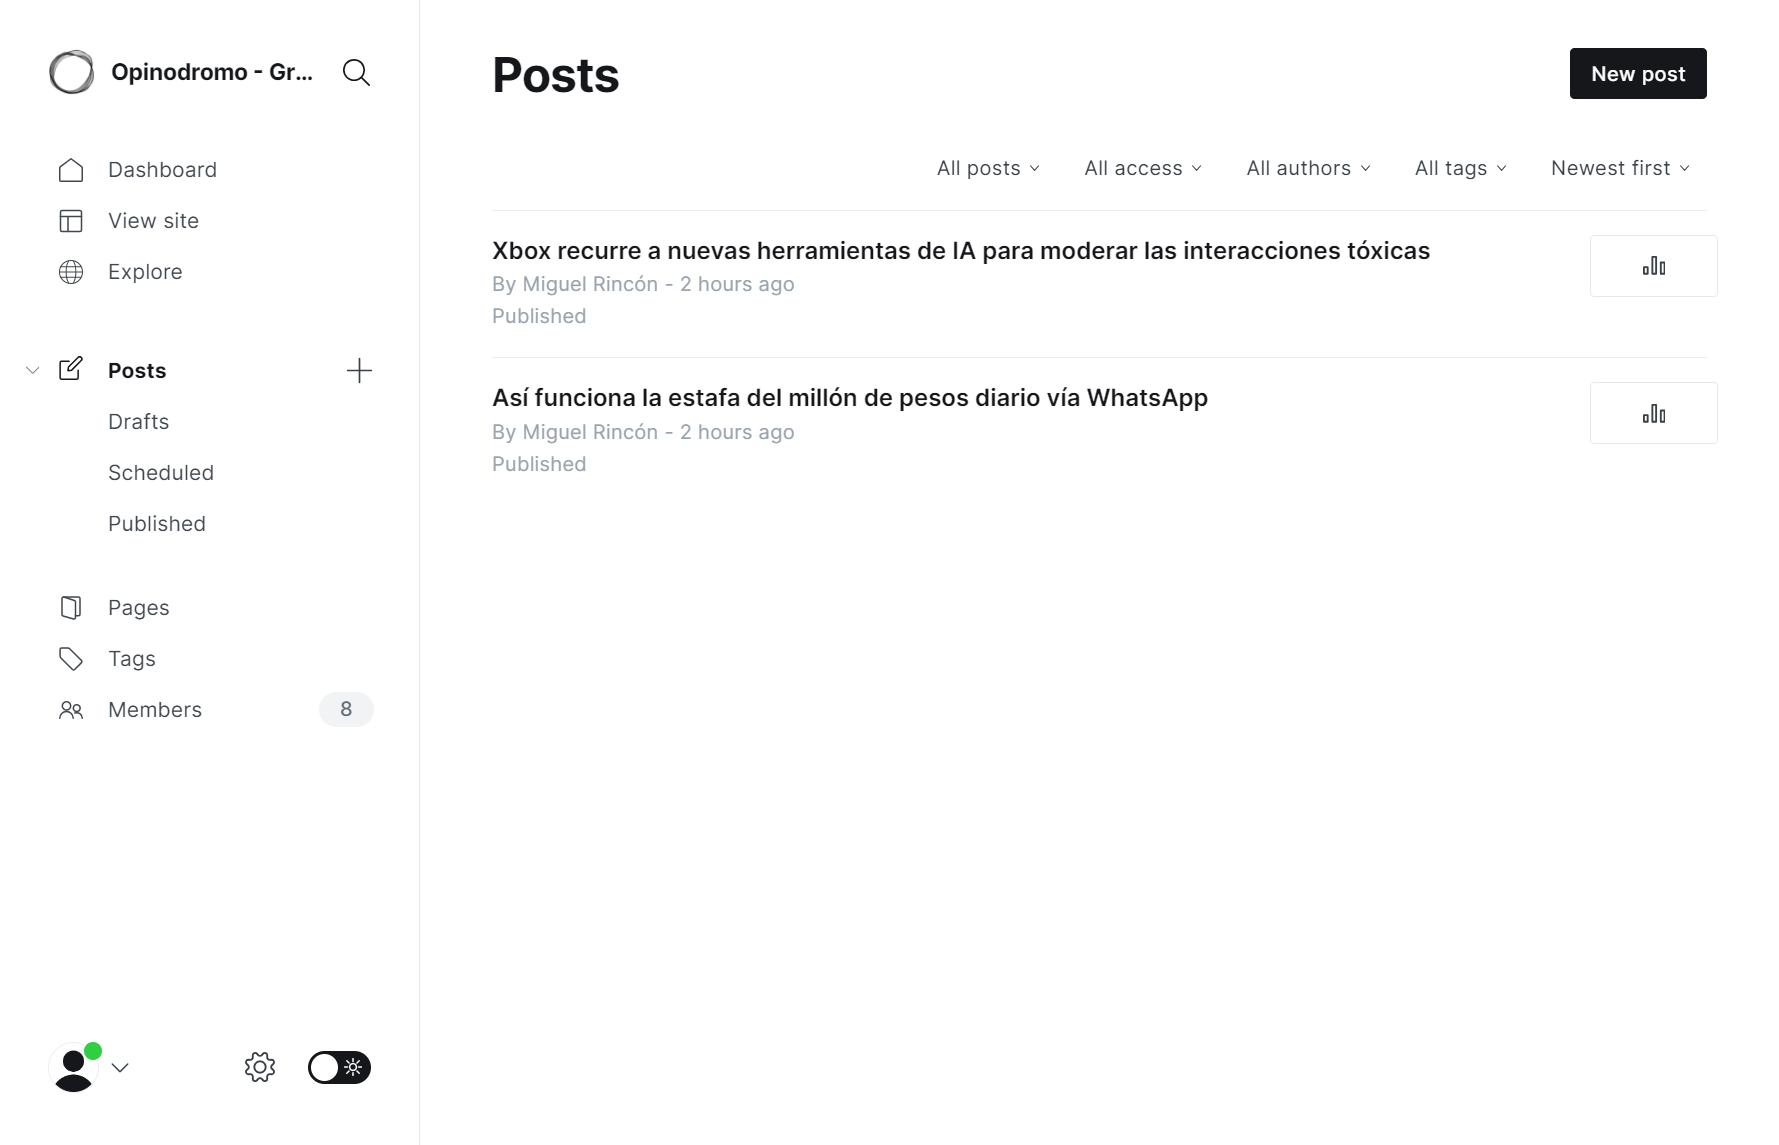 Opinodromo - Gr...
Dashboard
View site
Explore
Posts
Drafts
Scheduled
Published
Pages
Tags
Members 8
Posts
New post
All posts All access All authors All tags Newest first
Xbox recurre a nuevas herramientas de IA para moderar las interacciones tóxicas
By Miguel Rincón - 2 hours ago
Published
Así funciona la estafa del millón de pesos diario vía WhatsApp
By Miguel Rincón - 2 hours ago
Published